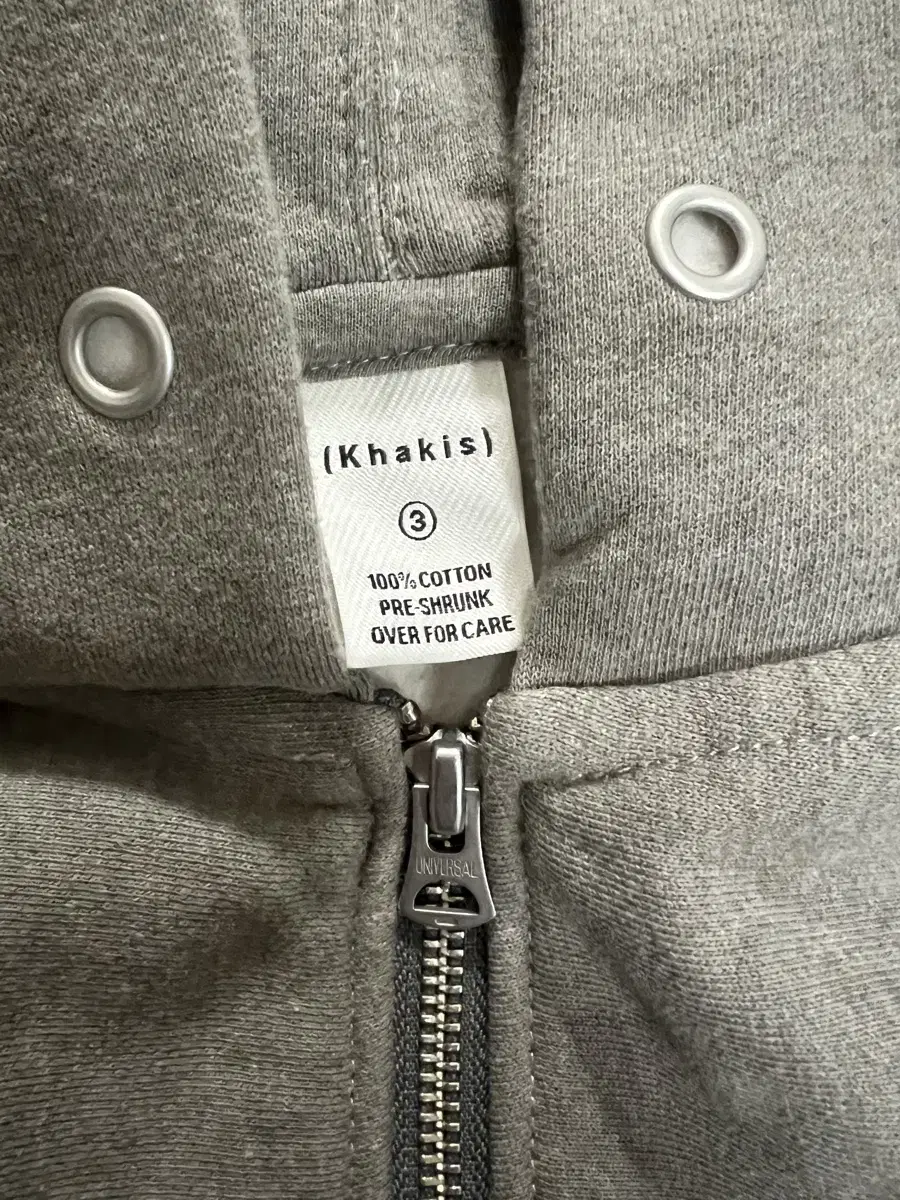 (Khakis)
3
100% COTTON
PRE-SHRUNK
OVER FOR CARE
UNIVERSAL